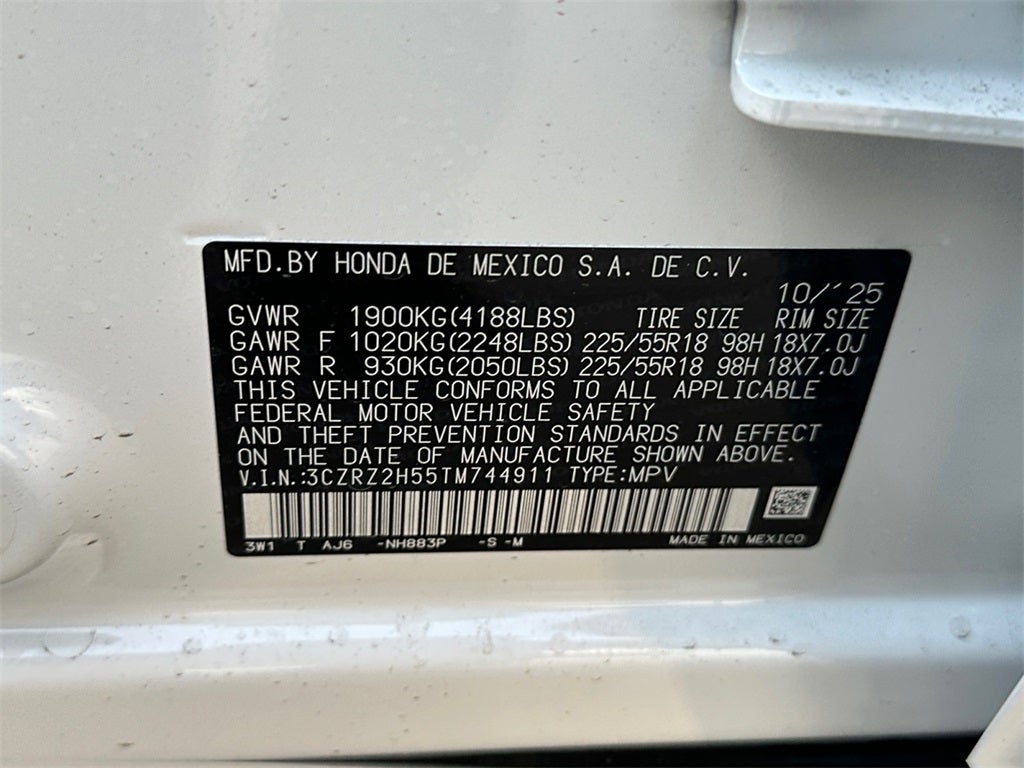 MFD.BY HONDA DE MEXICO S.A. DE C.V.
10/'25
GVWR 1900KG(4188LBS) TIRE SIZE RIM SIZE
GAWR F 1020KG(2248LBS) 225/55R18 98H 18X7.0J
GAWR R 930KG(2050LBS) 225/55R18 98H 18X7.0J
THIS VEHICLE CONFORMS TO ALL APPLICABLE
FEDERAL MOTOR VEHICLE SAFETY
AND THEFT PREVENTION STANDARDS IN EFFECT
ON THE DATE OF MANUFACTURE SHOWN ABOVE.
V.I.N.:3CZRZ2H55TM744911 TYPE:MPV
3W1 T AJ6 -NH883P -S -M MADE IN MEXICO